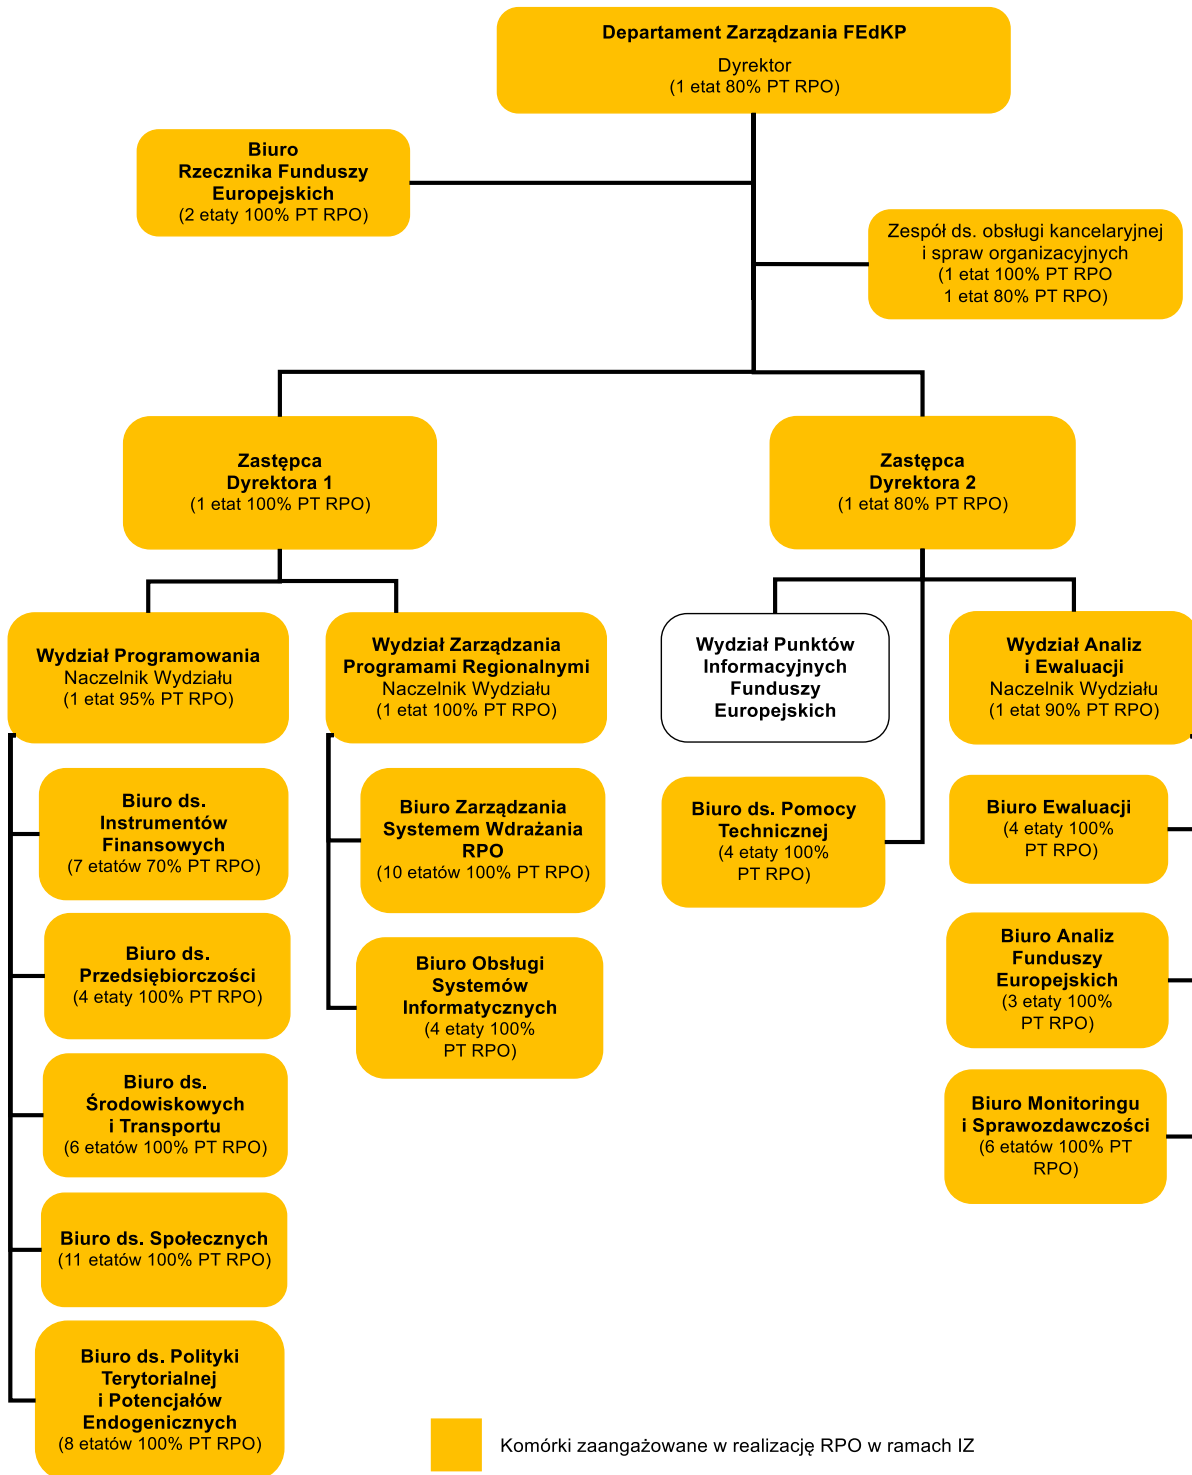 Departament Zarządzania FEdKP
Dyrektor
(1 etat 80% PT RPO)
Biuro
Rzecznika Funduszy
Europejskich
(2 etaty 100% PT RPO)
Zespół ds. obsługi kancelaryjnej
i spraw organizacyjnych
(1 etat 100% PT RPO
1 etat 80% PT RPO)
Zastępca
Dyrektora 1
(1 etat 100% PT RPO)
Zastępca
Dyrektora 2
(1 etat 80% PT RPO)
Wydział Programowania
Naczelnik Wydziału
(1 etat 95% PT RPO)
Wydział Zarządzania
Programami Regionalnymi
Naczelnik Wydziału
(1 etat 100% PT RPO)
Wydział Punktów
Informacyjnych
Funduszy
Europejskich
Wydział Analiz
i Ewaluacji
Naczelnik Wydziału
(1 etat 90% PT RPO)
Biuro ds.
Instrumentów
Finansowych
(7 etatów 70% PT RPO)
Biuro Zarządzania
Systemem Wdrażania
RPO
(10 etatów 100% PT RPO)
Biuro ds. Pomocy
Technicznej
(4 etaty 100%
PT RPO)
Biuro Ewaluacji
(4 etaty 100%
PT RPO)
Biuro ds.
Przedsiębiorczości
(4 etaty 100% PT RPO)
Biuro Obsługi
Systemów
Informatycznych
(4 etaty 100%
PT RPO)
Biuro Analiz
Funduszy
Europejskich
(3 etaty 100%
PT RPO)
Biuro ds.
Środowiskowych
i Transportu
(6 etatów 100% PT RPO)
Biuro Monitoringu
i Sprawozdawczości
(6 etatów 100% PT
RPO)
Biuro ds. Społecznych
(11 etatów 100% PT RPO)
Biuro ds. Polityki
Terytorialnej
i Potencjałów
Endogenicznych
(8 etatów 100% PT RPO)
Komórki zaangażowane w realizację RPO w ramach IZ